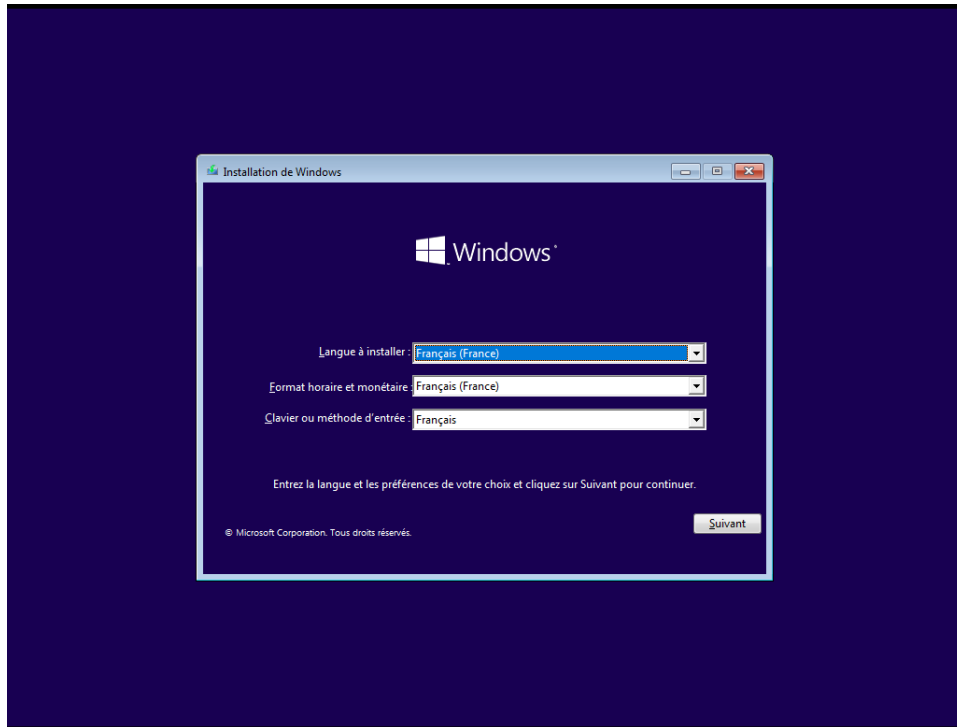 Installation de Windows
Windows
Langue à installer : Français (France)
Format horaire et monétaire : Français (France)
Clavier ou méthode d'entrée : Français
Entrez la langue et les préférences de votre choix et cliquez sur Suivant pour continuer.
Suivant
© Microsoft Corporation. Tous droits réservés.